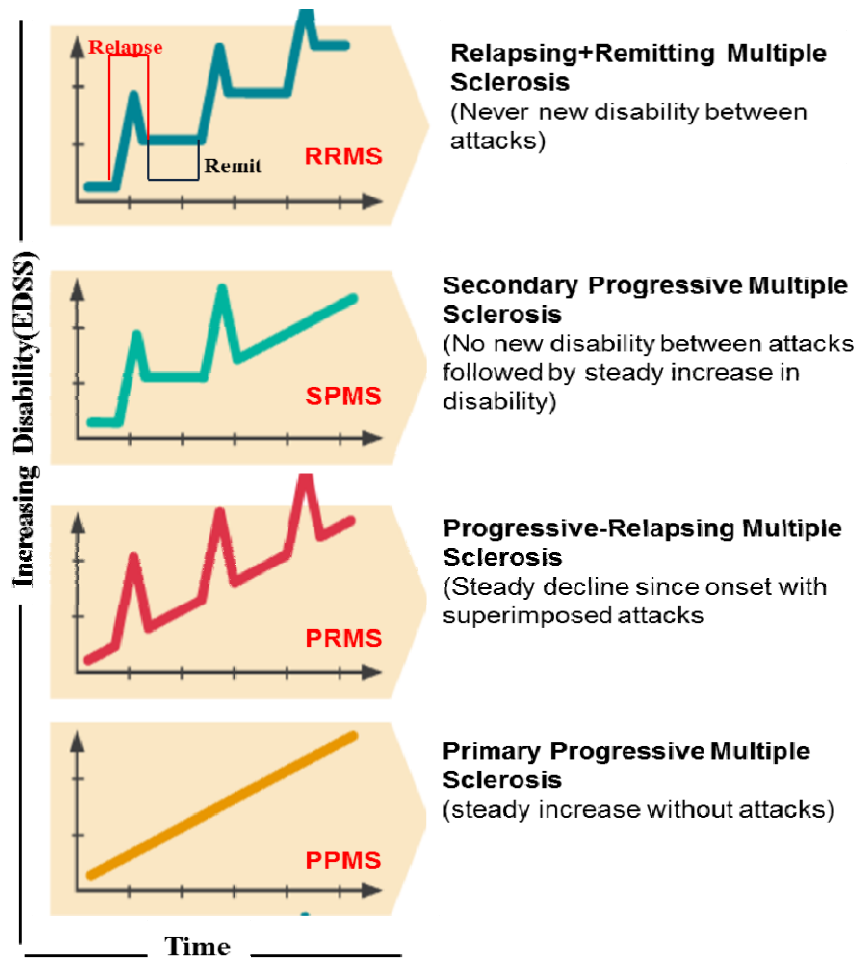 Relapse
Remit
RRMS
Relapsing+Remitting Multiple
Sclerosis
(Never new disability between
attacks)
Increasing Disability(EDSS)
SPMS
Secondary Progressive Multiple
Sclerosis
(No new disability between attacks
followed by steady increase in
disability)
PRMS
Progressive-Relapsing Multiple
Sclerosis
(Steady decline since onset with
superimposed attacks
PPMS
Primary Progressive Multiple
Sclerosis
(steady increase without attacks)
Time